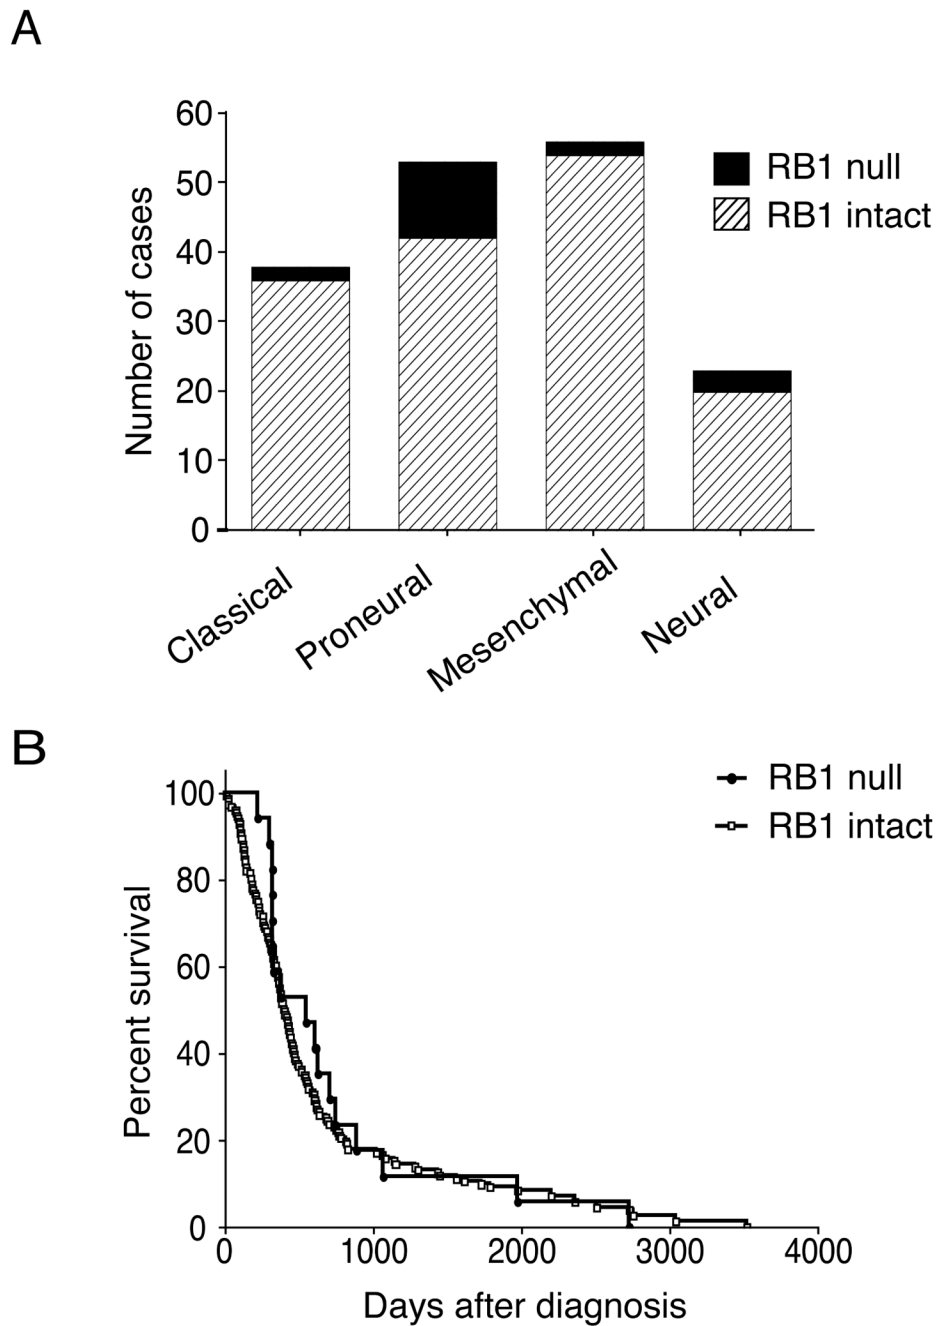 A
60
50
40
30
20
10
0
Number of cases
RB1 null
RB1 intact
Classical
Proneural
Mesenchymal
Neural
B
100
80
60
40
20
0
Percent survival
RB1 null
RB1 intact
0 1000 2000 3000 4000
Days after diagnosis